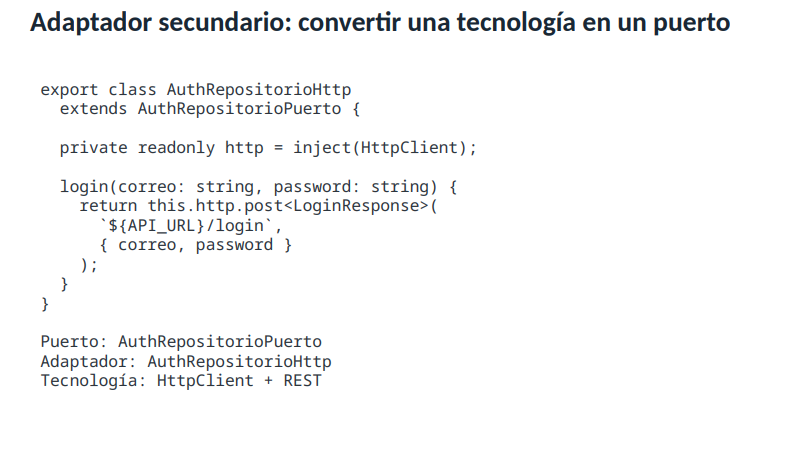 Adaptador secundario: convertir una tecnología en un puerto
export class AuthRepositorioHttp
  extends AuthRepositorioPuerto {
  private readonly http = inject(HttpClient);
  login(correo: string, password: string) {
    return this.http.post<LoginResponse>(
      `${API_URL}/login`,
      { correo, password }
    );
  }
}
Puerto: AuthRepositorioPuerto
Adaptador: AuthRepositorioHttp
Tecnología: HttpClient + REST